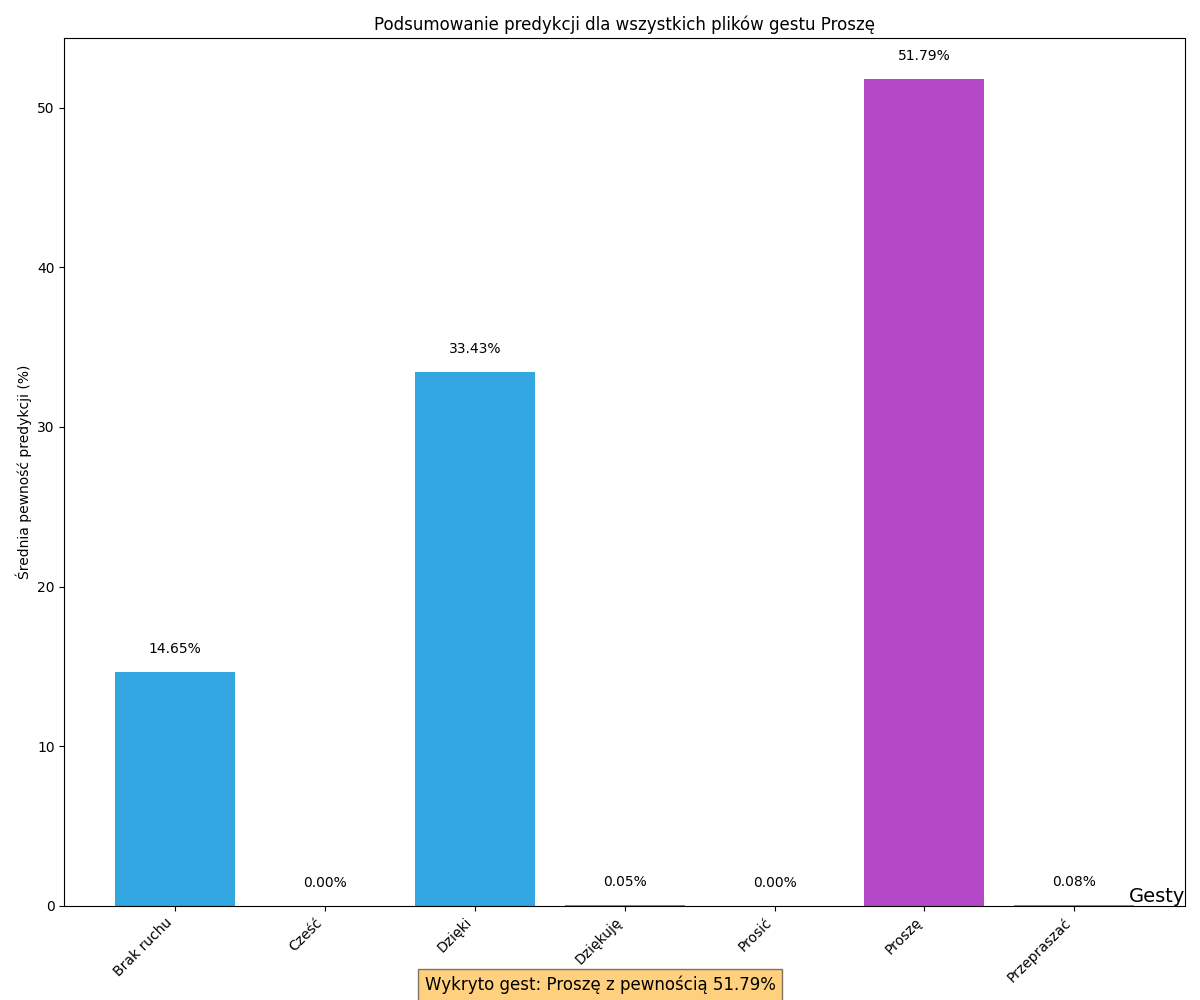 Podsumowanie predykcji dla wszystkich plików gestu Proszę
51.79%
50
40
33.43%
30
Średnia pewność predykcji (%)
20
14.65%
10
0.00%
0.05%
0.00%
0.08%
Gesty
0
Brak ruchu
Cześć
Dzięki
Dziękuję
Prosić
Proszę
Przepraszać
Wykryto gest: Proszę z pewnością 51.79%